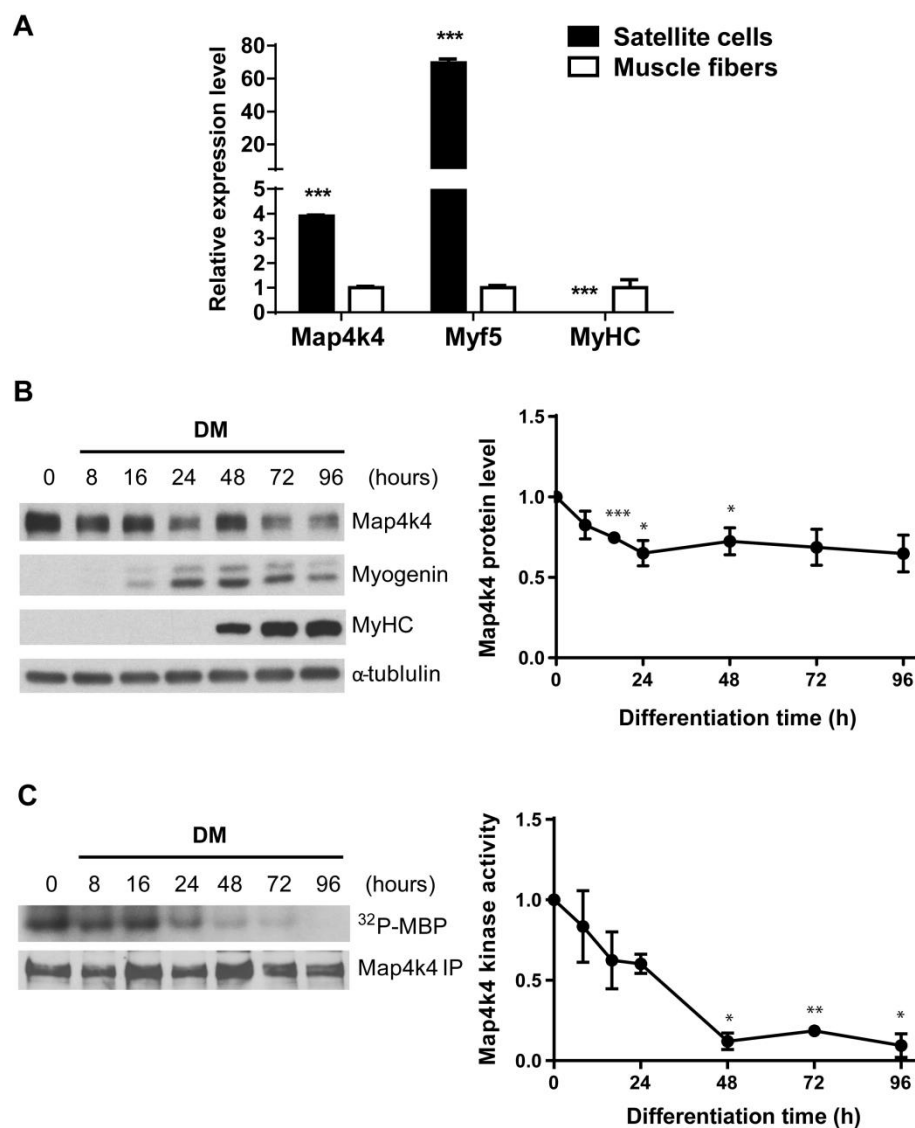 A
Satellite cells
Muscle fibers
Relative expression level
80
60
40
20
5
4
3
2
1
0
***
***
***
Map4k4 Myf5 MyHC
B
DM
0 8 16 24 48 72 96 (hours)
Map4k4
Myogenin
MyHC
α-tublulin
Map4k4 protein level
1.5
1.0
0.5
0.0
*** * *
0 24 48 72 96
Differentiation time (h)
C
DM
0 8 16 24 48 72 96 (hours)
³²P-MBP
Map4k4 IP
Map4k4 kinase activity
1.5
1.0
0.5
0.0
* ** *
0 24 48 72 96
Differentiation time (h)